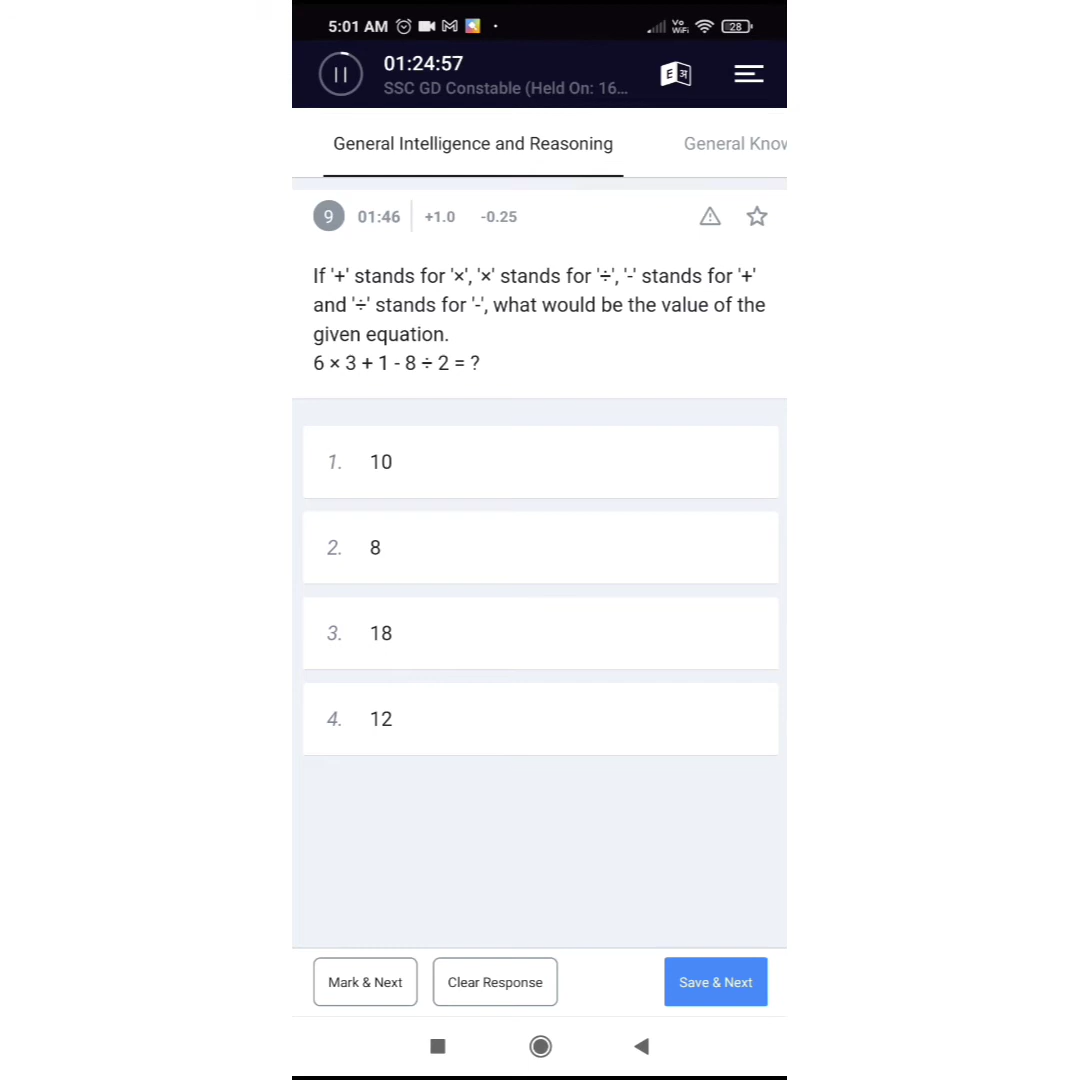 5:01 AM
Vo
WiFi
28
01:24:57
SSC GD Constable (Held On: 16...
E अ
General Intelligence and Reasoning
General Know
9
01:46
+1.0
-0.25
If '+' stands for '×', '×' stands for '÷', '-' stands for '+'
and '÷' stands for '-', what would be the value of the
given equation.
6 × 3 + 1 - 8 ÷ 2 = ?
1. 10
2. 8
3. 18
4. 12
Mark & Next
Clear Response
Save & Next